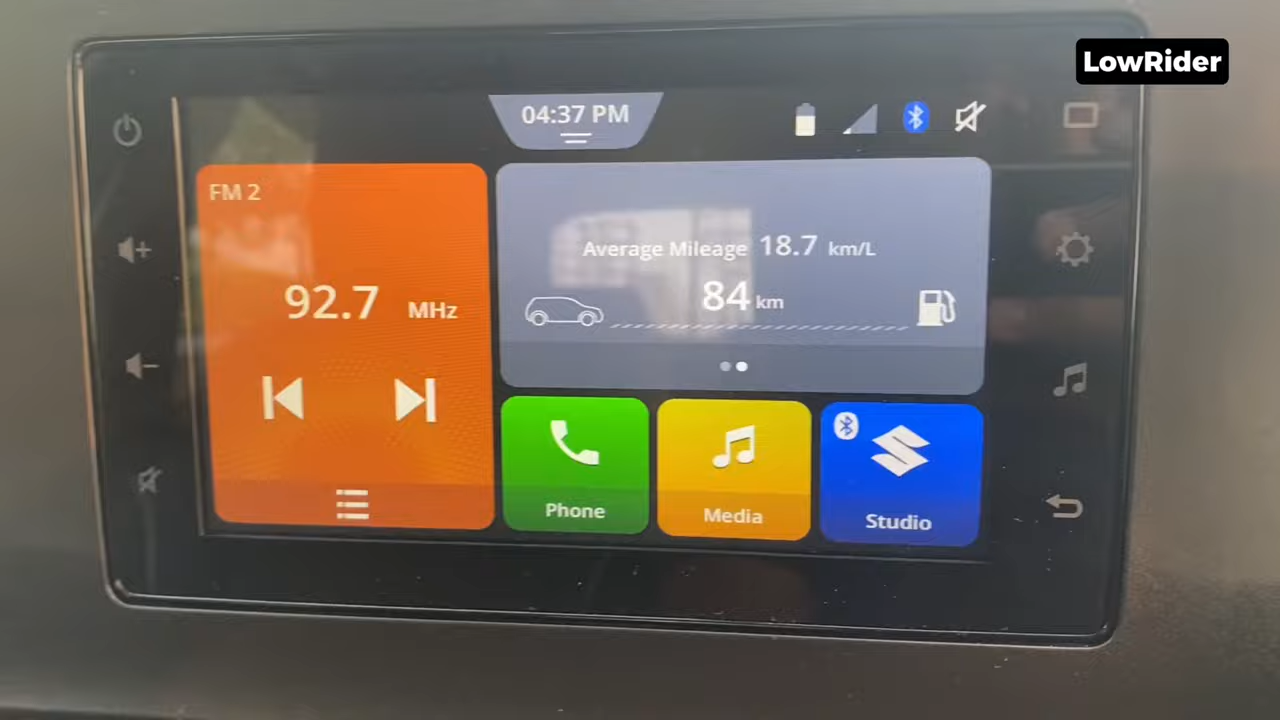 LowRider
04:37 PM
FM 2
92.7 MHz
Average Mileage 18.7 km/L
84 km
Phone
Media
Studio